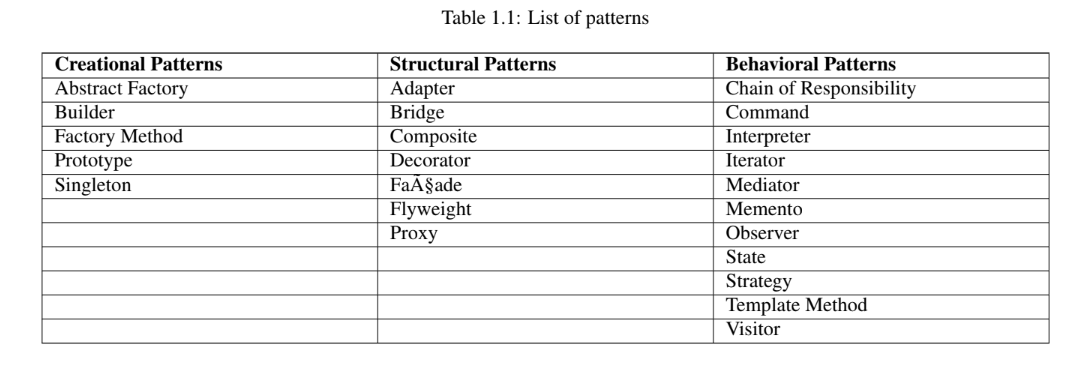 Table 1.1: List of patterns
Creational Patterns Structural Patterns Behavioral Patterns
Abstract Factory Adapter Chain of Responsibility
Builder Bridge Command
Factory Method Composite Interpreter
Prototype Decorator Iterator
Singleton FaÃ§ade Mediator
Flyweight Memento
Proxy Observer
State
Strategy
Template Method
Visitor